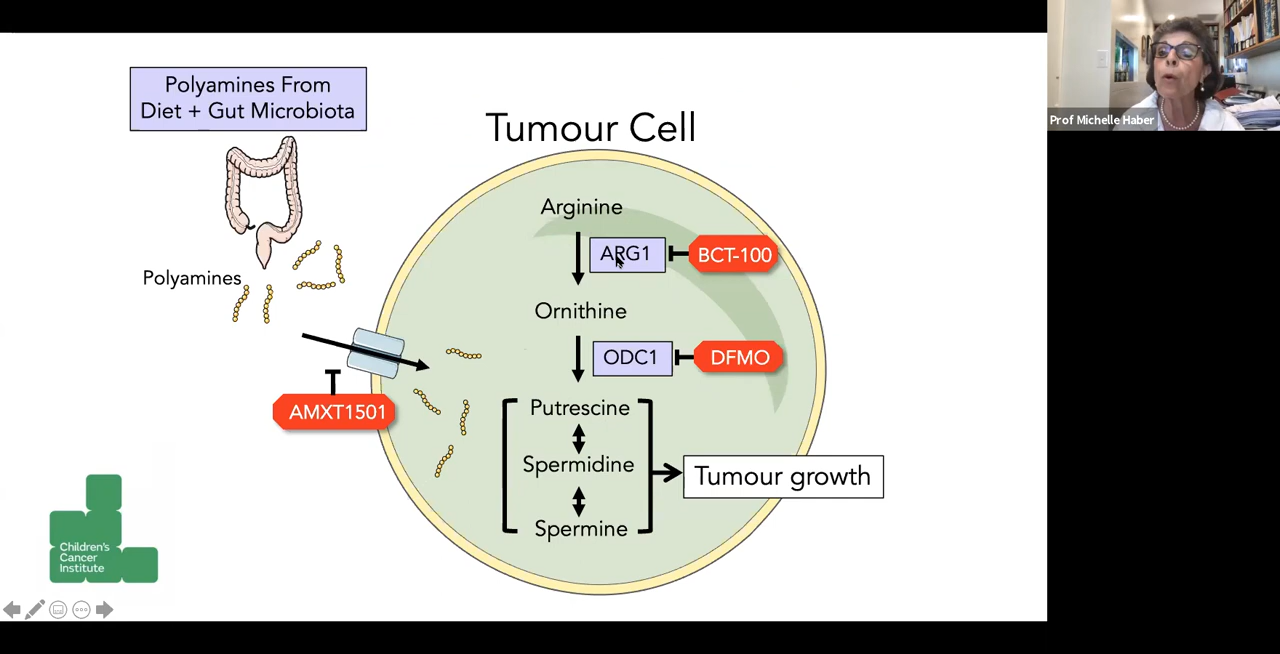 Polyamines From
Diet + Gut Microbiota
Tumour Cell
Prof Michelle Haber
Arginine
ARG1
BCT-100
Polyamines
Ornithine
ODC1
DFMO
AMXT1501
Putrescine
Spermidine
Tumour growth
Spermine
Children's
Cancer
Institute